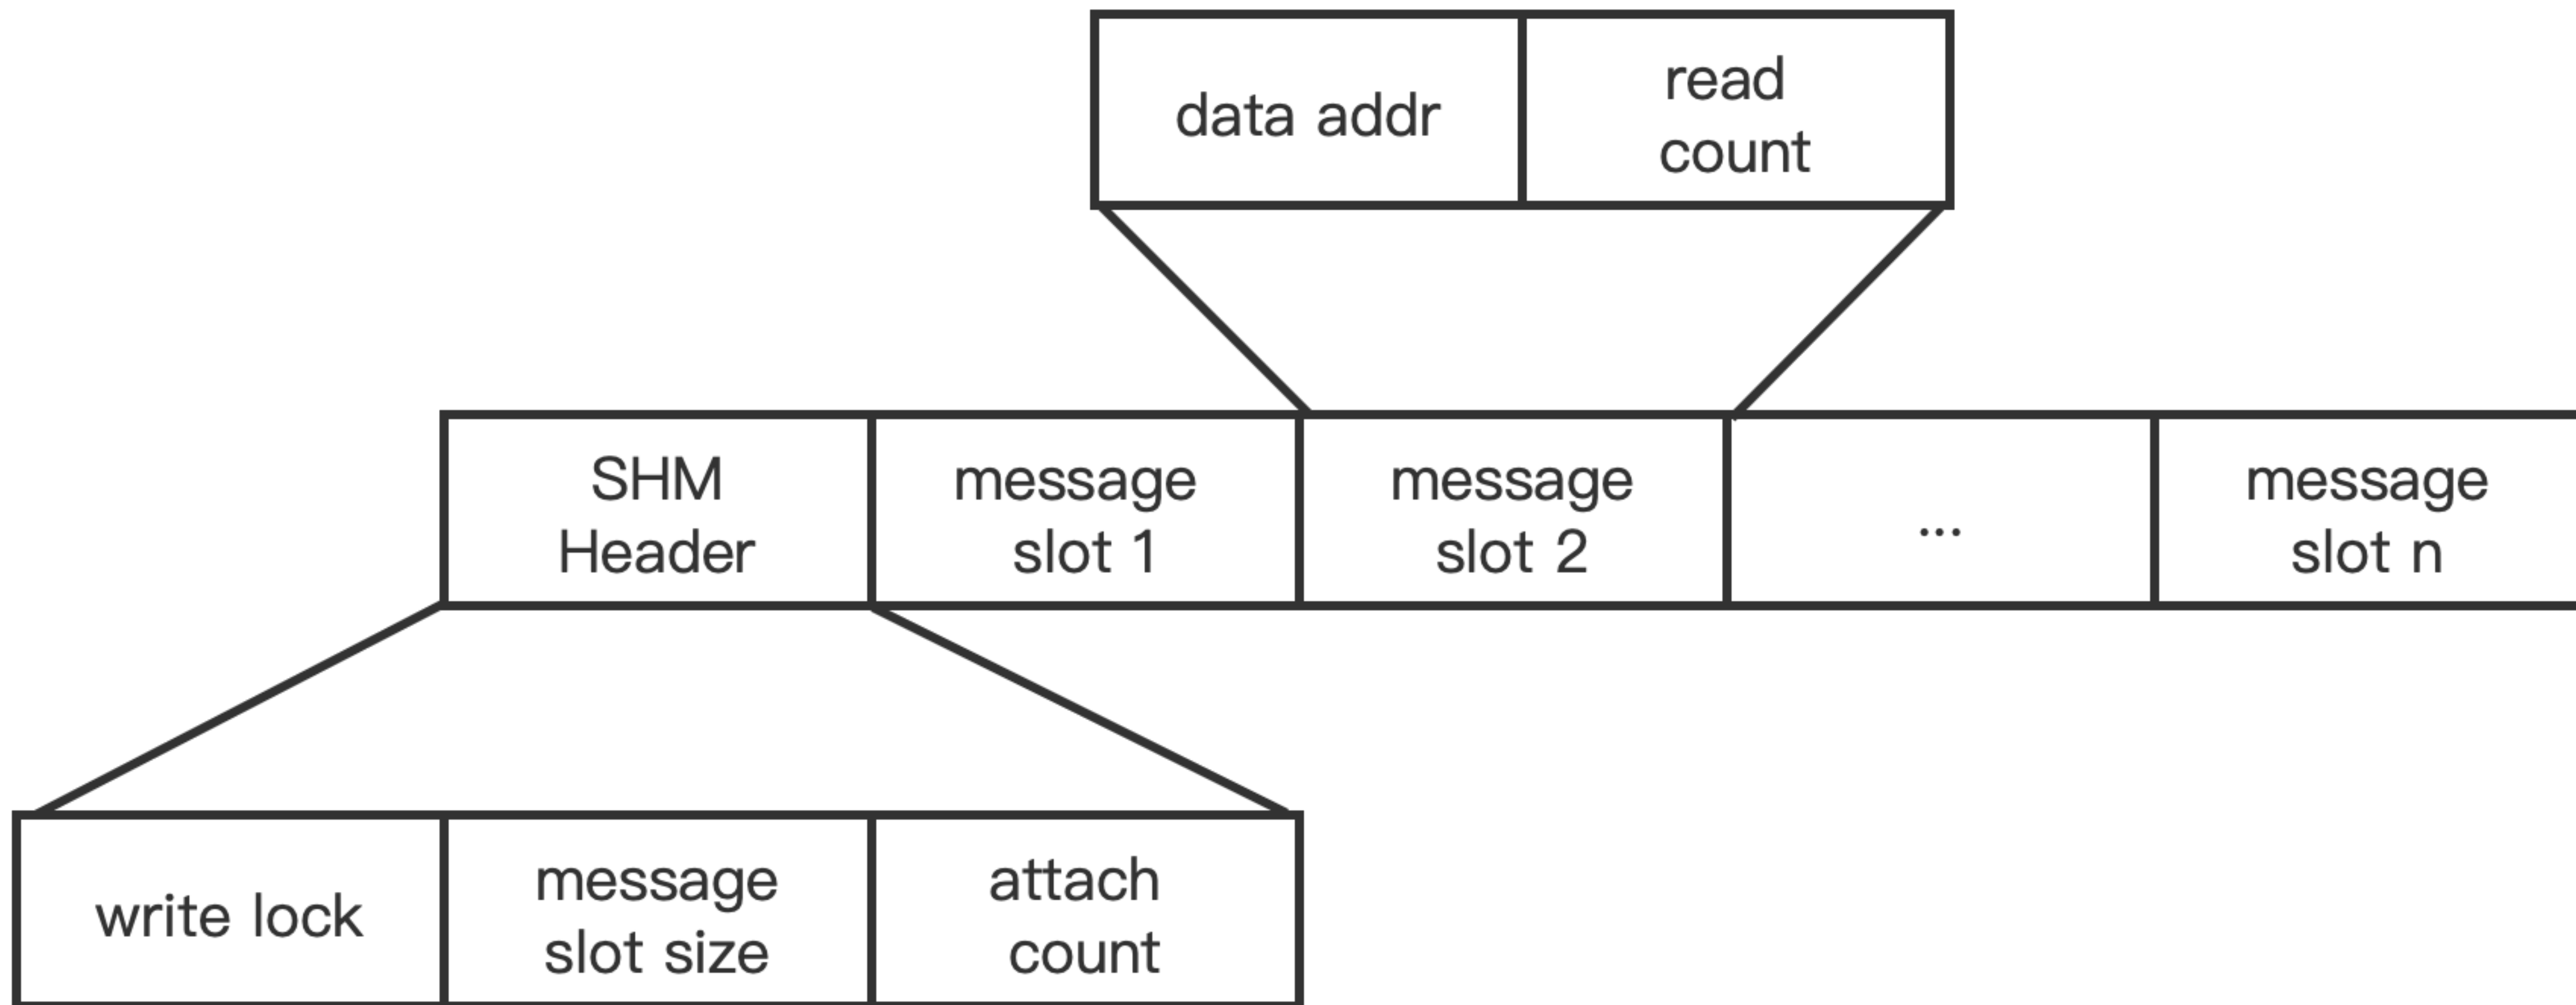 data addr
read
count
SHM
Header
message
slot 1
message
slot 2
...
message
slot n
write lock
message
slot size
attach
count